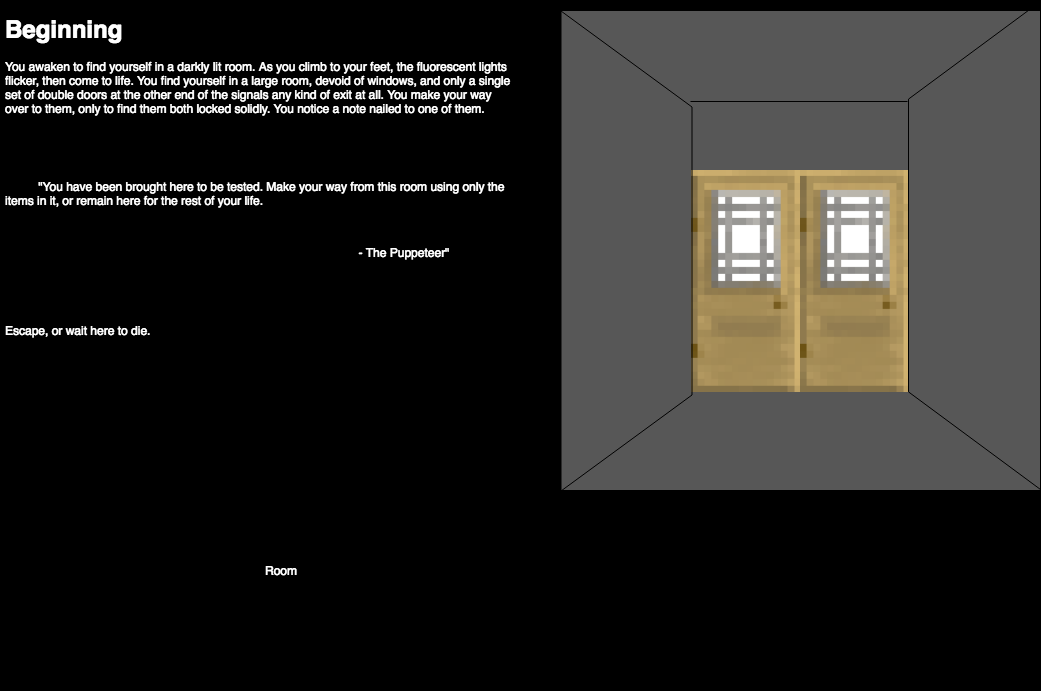 Beginning
You awaken to find yourself in a darkly lit room. As you climb to your feet, the fluorescent lights
flicker, then come to life. You find yourself in a large room, devoid of windows, and only a single
set of double doors at the other end of the signals any kind of exit at all. You make your way
over to them, only to find them both locked solidly. You notice a note nailed to one of them.
"You have been brought here to be tested. Make your way from this room using only the
items in it, or remain here for the rest of your life.
- The Puppeteer"
Escape, or wait here to die.
Room